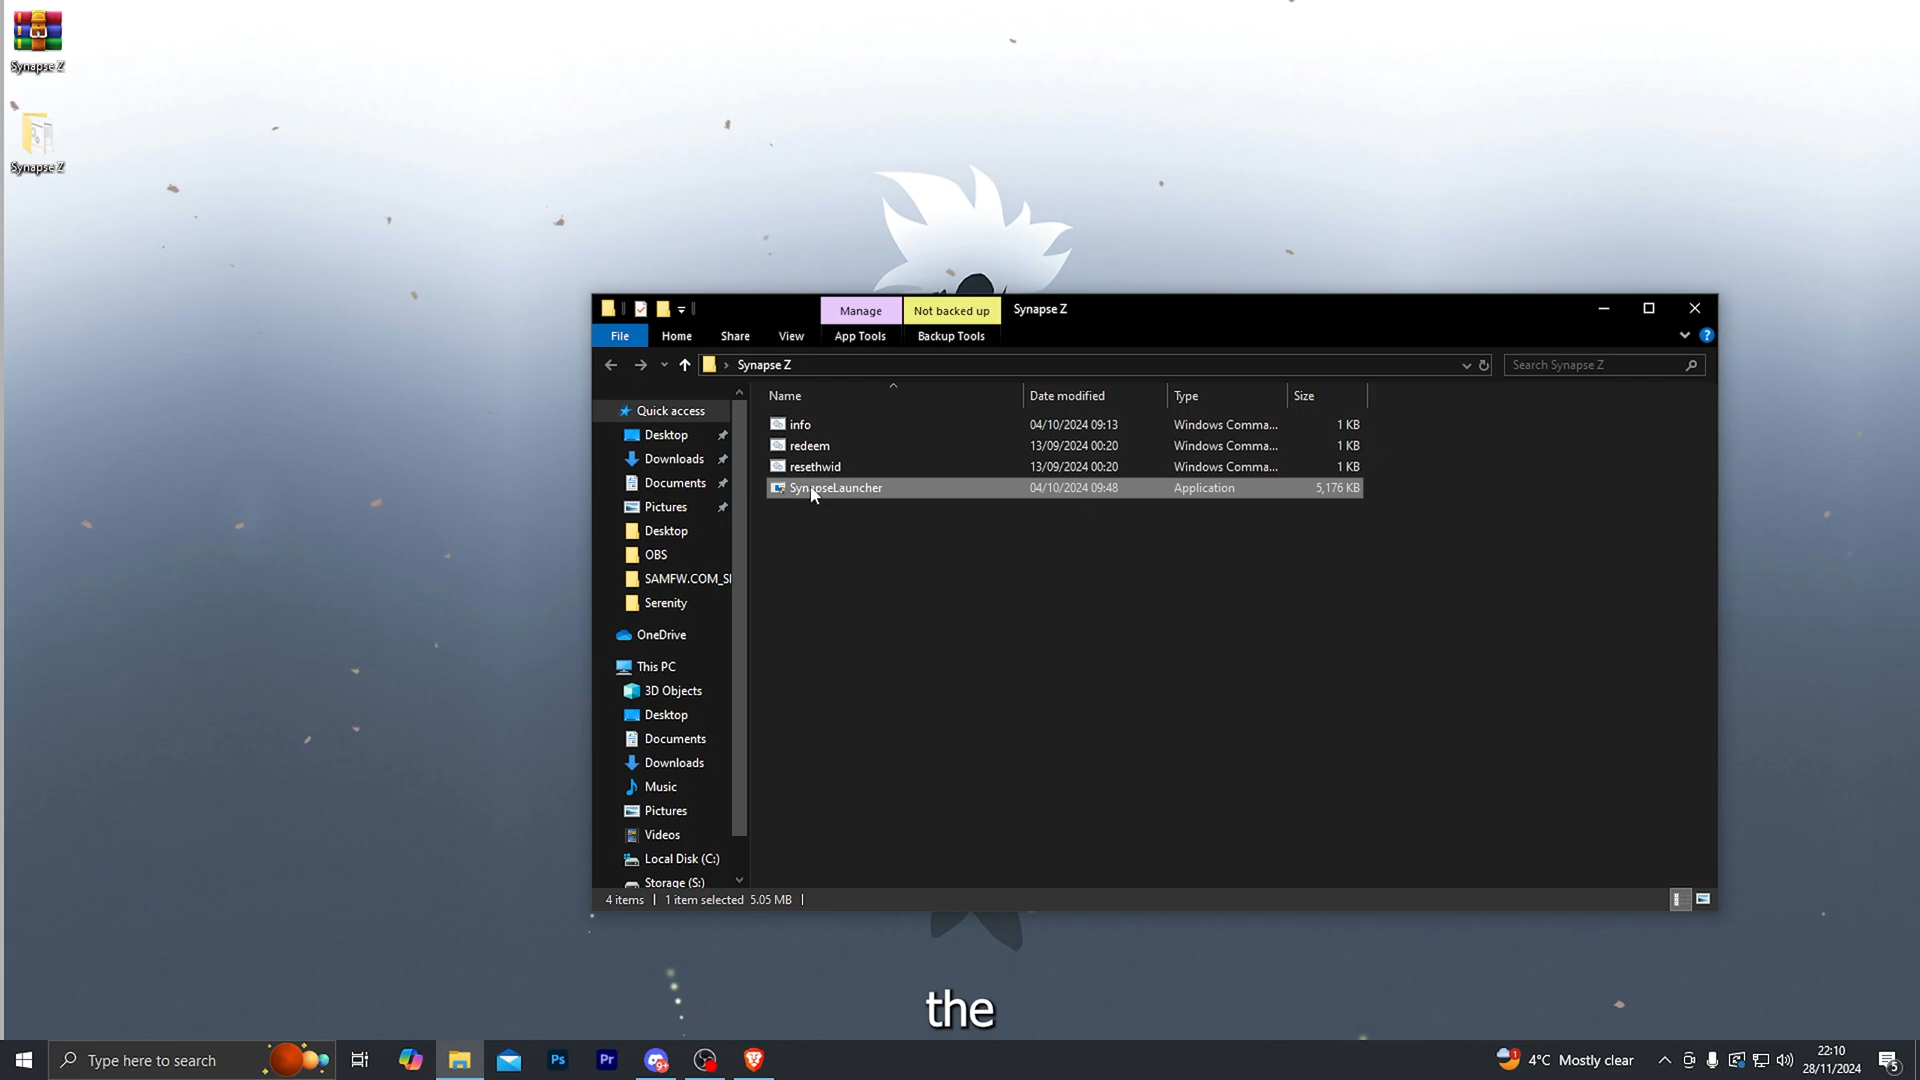 Synapse Z
Synapse Z
Manage
Not backed up
Synapse Z
File
Home
Share
View
App Tools
Backup Tools
Synapse Z
Search Synapse Z
Name
Date modified
Type
Size
info
04/10/2024 09:13
Windows Comma...
1 KB
redeem
13/09/2024 00:20
Windows Comma...
1 KB
resethwid
13/09/2024 00:20
Windows Comma...
1 KB
SynapseLauncher
04/10/2024 09:48
Application
5,176 KB
Quick access
Desktop
Downloads
Documents
Pictures
Desktop
OBS
SAMFW.COM_S
Serenity
OneDrive
This PC
3D Objects
Desktop
Documents
Downloads
Music
Pictures
Videos
Local Disk (C:)
Storage (S:)
4 items
1 item selected 5.05 MB
the
Type here to search
Ps
Pr
9+
1
4°C Mostly clear
22:10
28/11/2024
5